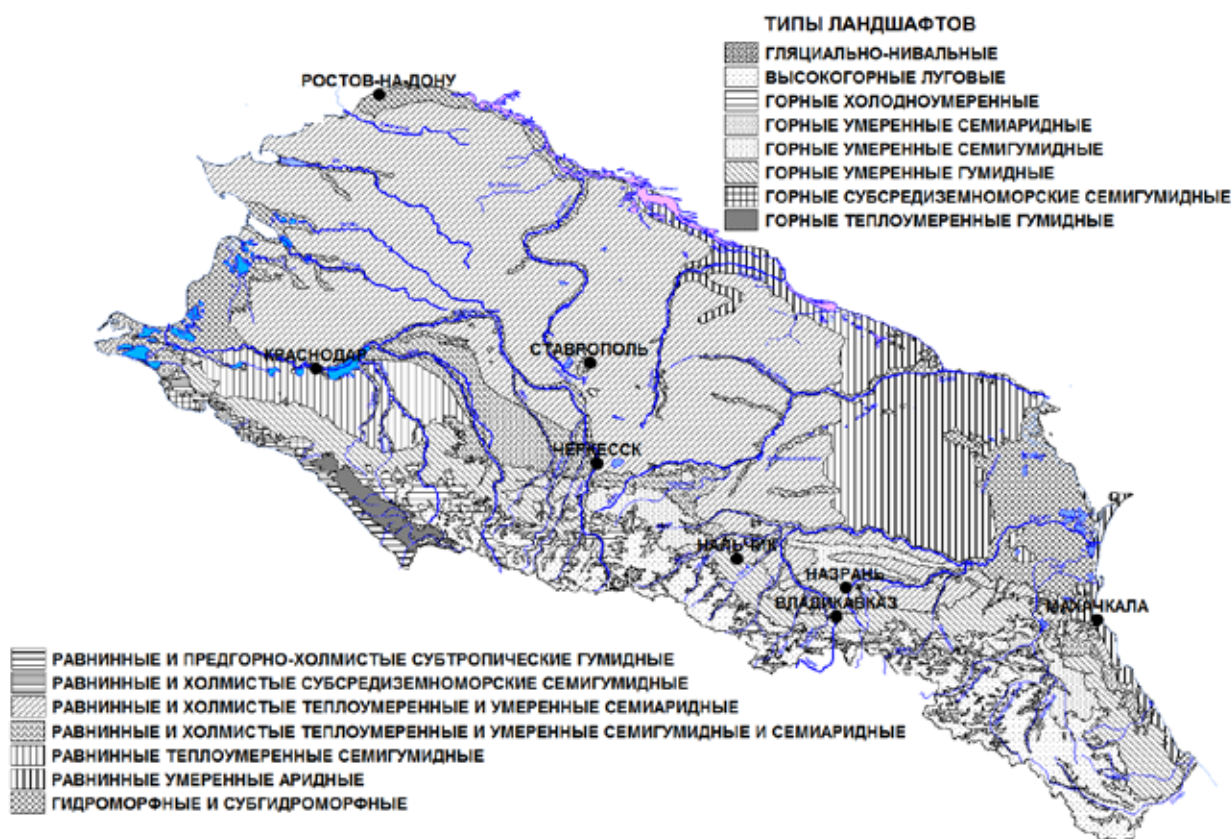 ТИПЫ ЛАНДШАФТОВ
ГЛЯЦИАЛЬНО-НИВАЛЬНЫЕ
ВЫСОКОГОРНЫЕ ЛУГОВЫЕ
ГОРНЫЕ ХОЛОДНОУМЕРЕННЫЕ
ГОРНЫЕ УМЕРЕННЫЕ СЕМИАРИДНЫЕ
ГОРНЫЕ УМЕРЕННЫЕ СЕМИГУМИДНЫЕ
ГОРНЫЕ УМЕРЕННЫЕ ГУМИДНЫЕ
ГОРНЫЕ СУБСРЕДИЗЕМНОМОРСКИЕ СЕМИГУМИДНЫЕ
ГОРНЫЕ ТЕПЛОУМЕРЕННЫЕ ГУМИДНЫЕ
РОСТОВ-НА-ДОНУ
КРАСНОДАР
СТАВРОПОЛЬ
ЧЕРКЕССК
НАЛЬЧИК
НАЗРАНЬ
ВЛАДИКАВКАЗ
МАХАЧКАЛА
РАВНИННЫЕ И ПРЕДГОРНО-ХОЛМИСТЫЕ СУБТРОПИЧЕСКИЕ ГУМИДНЫЕ
РАВНИННЫЕ И ХОЛМИСТЫЕ СУБСРЕДИЗЕМНОМОРСКИЕ СЕМИГУМИДНЫЕ
РАВНИННЫЕ И ХОЛМИСТЫЕ ТЕПЛОУМЕРЕННЫЕ И УМЕРЕННЫЕ СЕМИАРИДНЫЕ
РАВНИННЫЕ И ХОЛМИСТЫЕ ТЕПЛОУМЕРЕННЫЕ И УМЕРЕННЫЕ СЕМИГУМИДНЫЕ И СЕМИАРИДНЫЕ
РАВНИННЫЕ ТЕПЛОУМЕРЕННЫЕ СЕМИГУМИДНЫЕ
РАВНИННЫЕ УМЕРЕННЫЕ АРИДНЫЕ
ГИДРОМОРФНЫЕ И СУБГИДРОМОРФНЫЕ